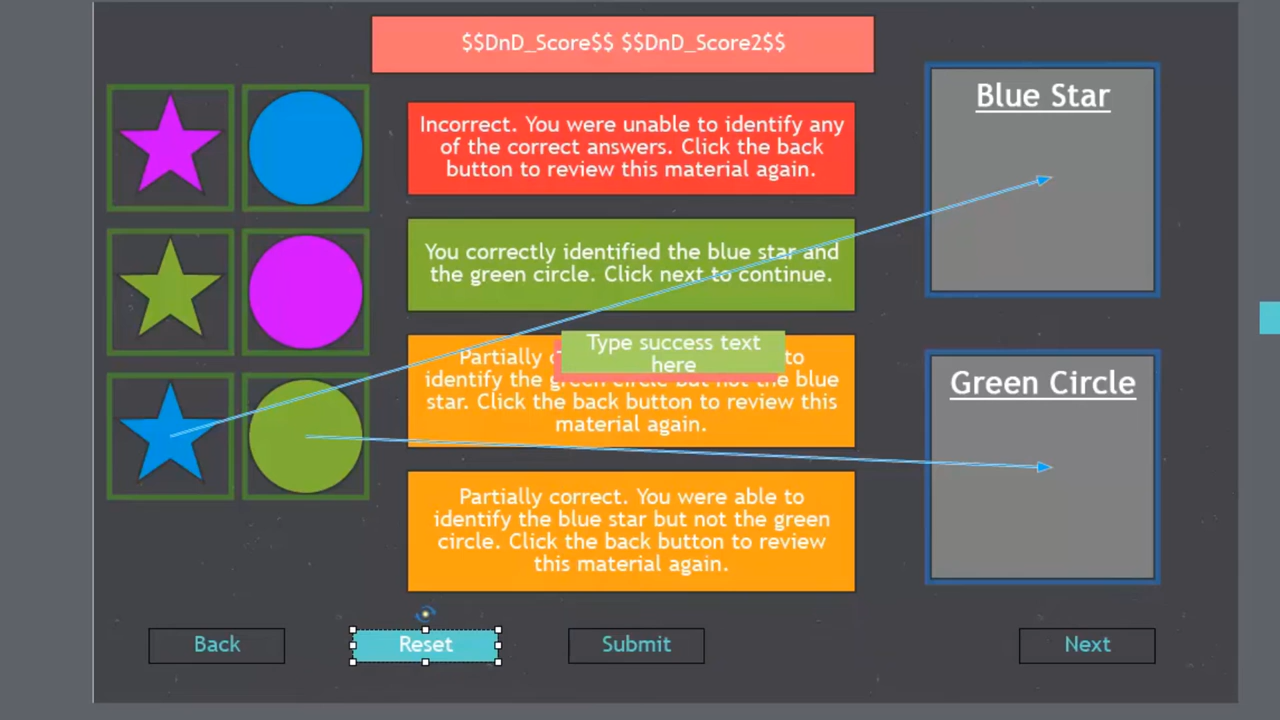 $$DnD_Score$$ $$DnD_Score2$$
Incorrect. You were unable to identify any
of the correct answers. Click the back
button to review this material again.
You correctly identified the blue star and
the green circle. Click next to continue.
Type success text
here
Partially to
identify the green circle but not the blue
star. Click the back button to review this
material again.
Partially correct. You were able to
identify the blue star but not the green
circle. Click the back button to review
this material again.
Blue Star
Green Circle
Back
Reset
Submit
Next